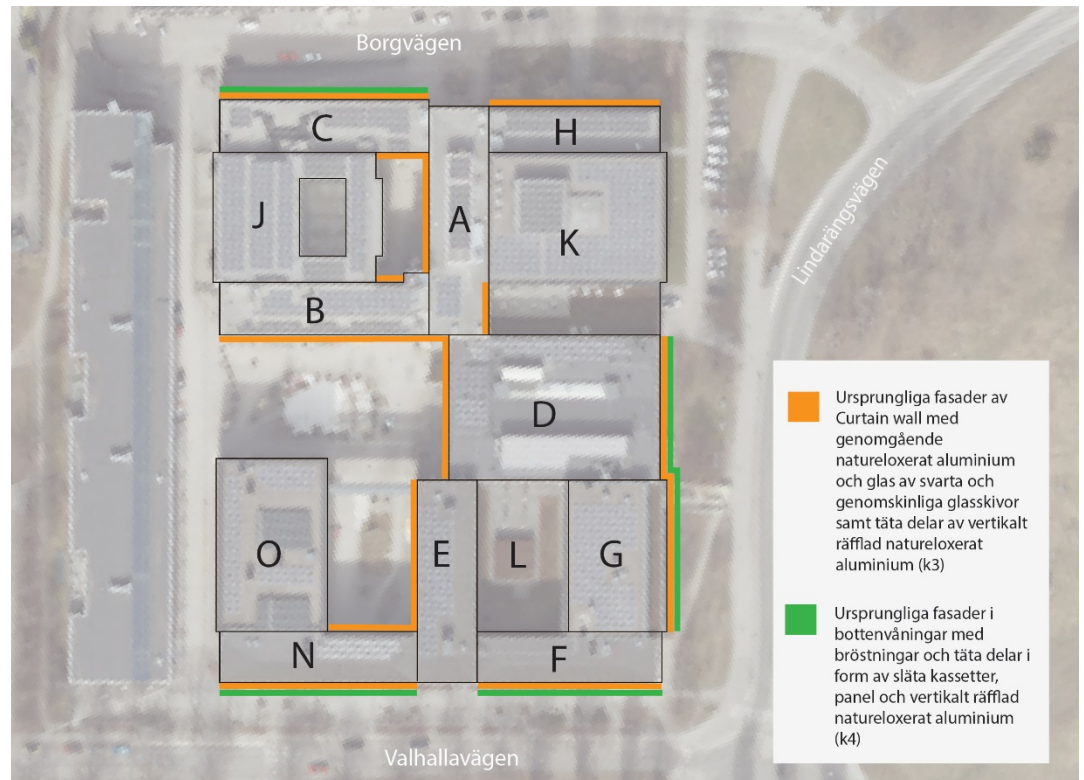 Borgvägen
C
H
J
A
K
Lindarängsvägen
B
D
Ursprungliga fasader av
Curtain wall med
genomgående
natureloxerat aluminium
och glas av svarta och
genomskinliga glasskivor
samt täta delar av vertikalt
räfflad natureloxerat
aluminium (k3)
O
E
L
G
Ursprungliga fasader i
bottenvåningar med
bröstningar och täta delar i
form av släta kassetter,
panel och vertikalt räfflad
natureloxerat aluminium
(k4)
N
F
Valhallavägen